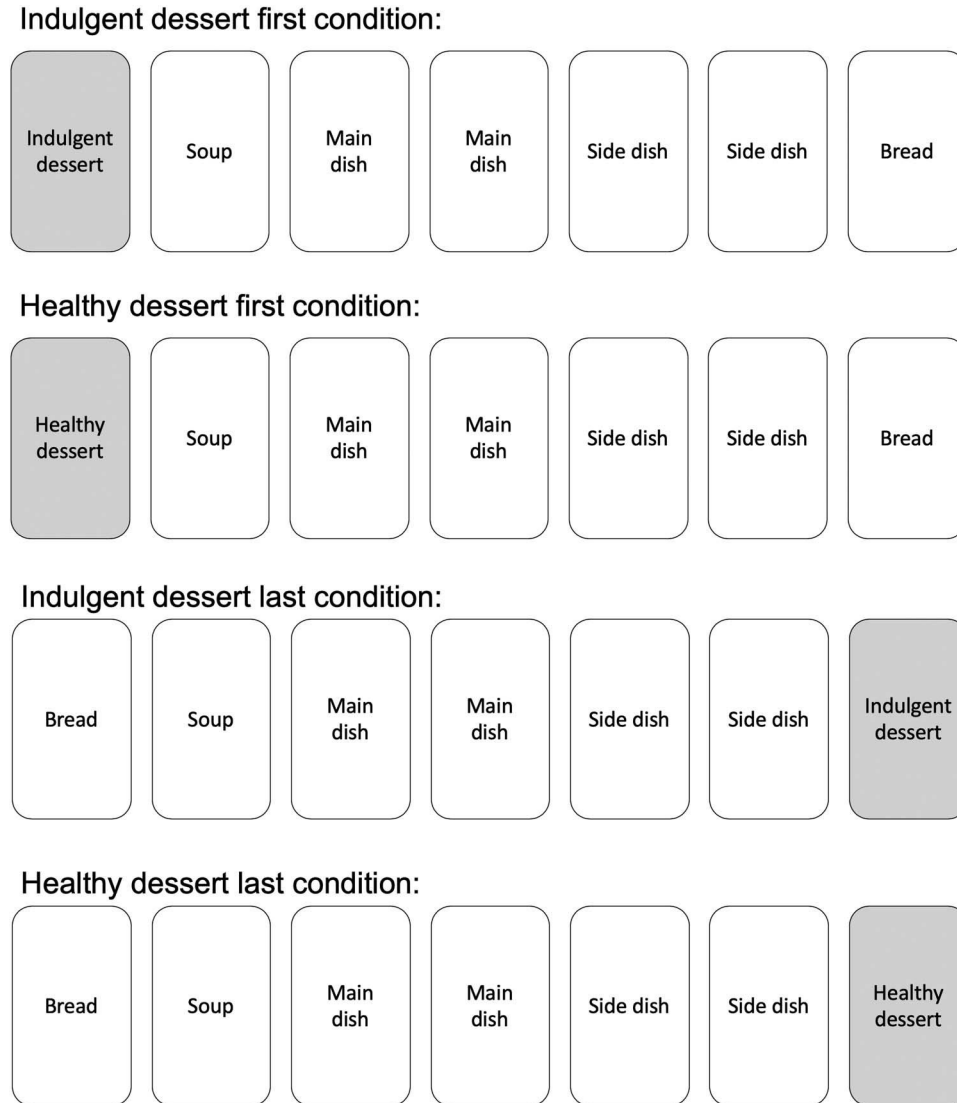 Indulgent dessert first condition:
Indulgent
dessert
Soup
Main
dish
Main
dish
Side dish
Side dish
Bread
Healthy dessert first condition:
Healthy
dessert
Soup
Main
dish
Main
dish
Side dish
Side dish
Bread
Indulgent dessert last condition:
Bread
Soup
Main
dish
Main
dish
Side dish
Side dish
Indulgent
dessert
Healthy dessert last condition:
Bread
Soup
Main
dish
Main
dish
Side dish
Side dish
Healthy
dessert